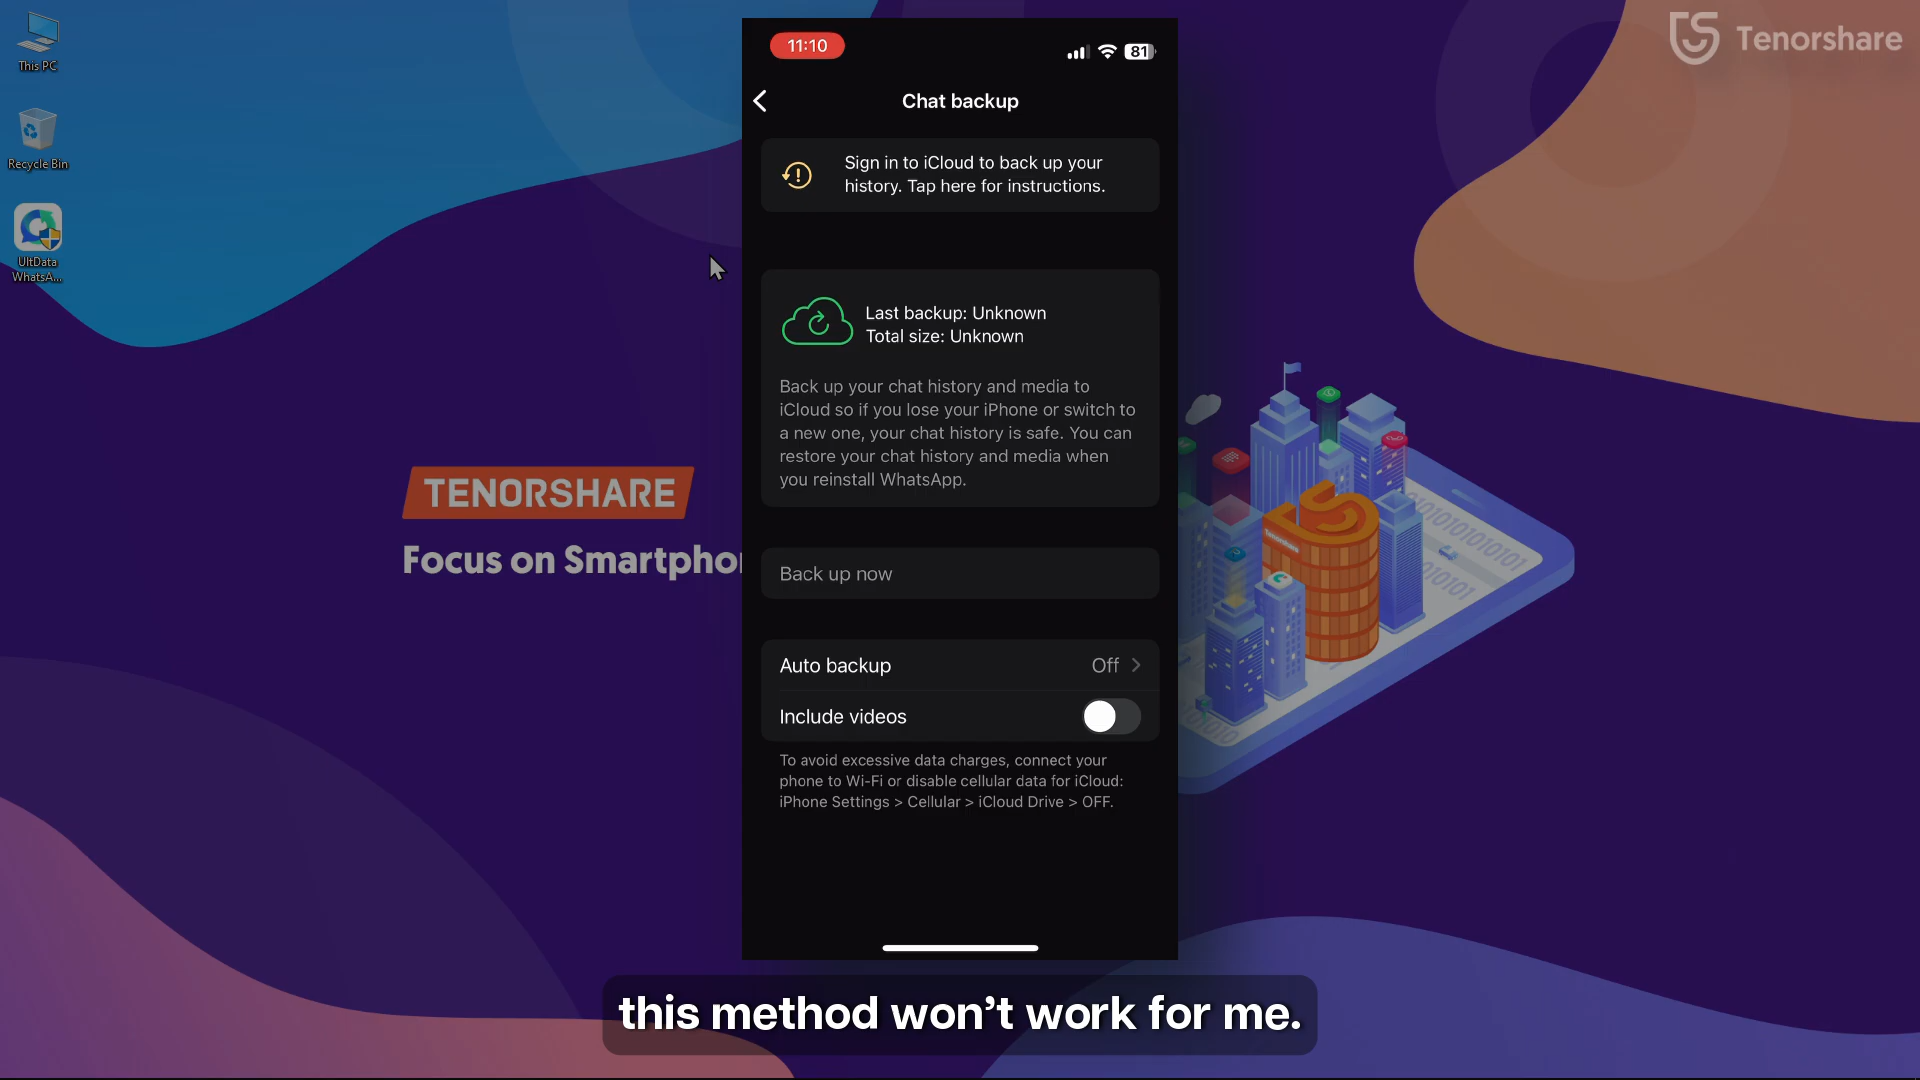 This PC
Recycle Bin
UltData
WhatsA...
Tenorshare
11:10
81
Chat backup
Sign in to iCloud to back up your
history. Tap here for instructions.
Last backup: Unknown
Total size: Unknown
Back up your chat history and media to
iCloud so if you lose your iPhone or switch to
a new one, your chat history is safe. You can
restore your chat history and media when
you reinstall WhatsApp.
TENORSHARE
Focus on Smartpho
Back up now
Auto backup Off
Include videos
To avoid excessive data charges, connect your
phone to Wi-Fi or disable cellular data for iCloud:
iPhone Settings > Cellular > iCloud Drive > OFF.
Tenorshare
this method won't work for me.